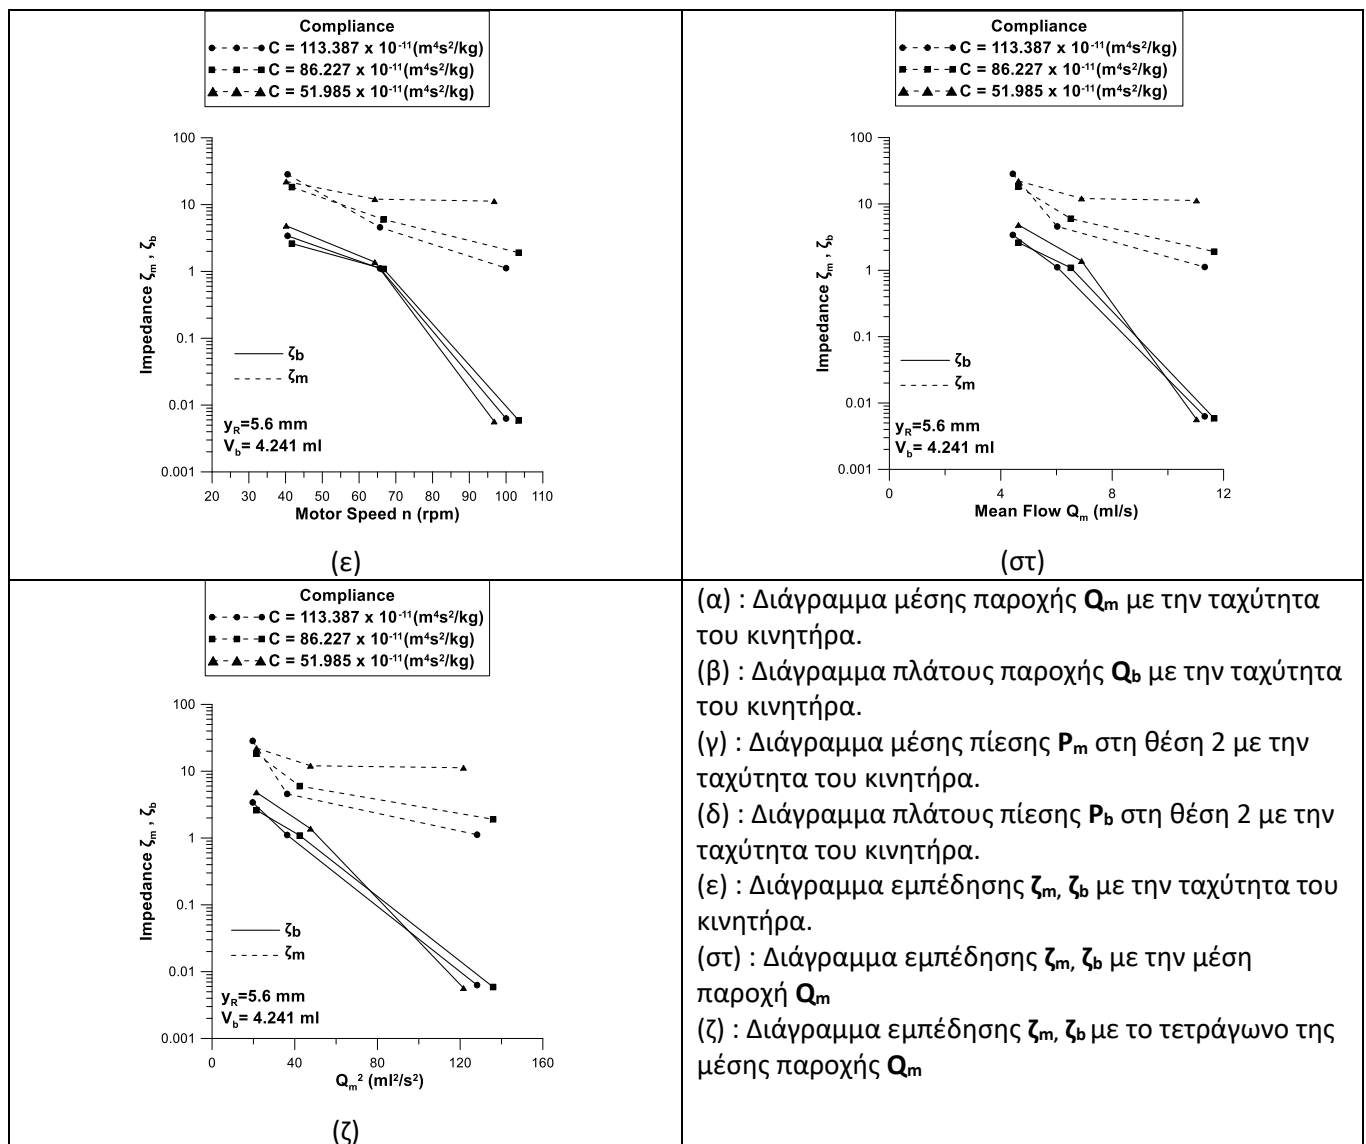 Compliance
C = 113.387 x 10⁻¹¹(m⁴s²/kg)
C = 86.227 x 10⁻¹¹(m⁴s²/kg)
C = 51.985 x 10⁻¹¹(m⁴s²/kg)
100
10
1
0.1
0.01
0.001
Impedance ζₘ , ζb
ζb
ζm
yR=5.6 mm
Vb= 4.241 ml
20 30 40 50 60 70 80 90 100 110
Motor Speed n (rpm)
(ε)
Compliance
C = 113.387 x 10⁻¹¹(m⁴s²/kg)
C = 86.227 x 10⁻¹¹(m⁴s²/kg)
C = 51.985 x 10⁻¹¹(m⁴s²/kg)
100
10
1
0.1
0.01
0.001
Impedance ζₘ , ζb
ζb
ζm
yR=5.6 mm
Vb= 4.241 ml
0 4 8 12
Mean Flow Qₘ (ml/s)
(στ)
Compliance
C = 113.387 x 10⁻¹¹(m⁴s²/kg)
C = 86.227 x 10⁻¹¹(m⁴s²/kg)
C = 51.985 x 10⁻¹¹(m⁴s²/kg)
100
10
1
0.1
0.01
0.001
Impedance ζₘ , ζb
ζb
ζm
yR=5.6 mm
Vb= 4.241 ml
0 40 80 120 160
Qₘ² (ml²/s²)
(ζ)
(α) : Διάγραμμα μέσης παροχής Qm με την ταχύτητα
του κινητήρα.
(β) : Διάγραμμα πλάτους παροχής Qb με την ταχύτητα
του κινητήρα.
(γ) : Διάγραμμα μέσης πίεσης Pm στη θέση 2 με την
ταχύτητα του κινητήρα.
(δ) : Διάγραμμα πλάτους πίεσης Pb στη θέση 2 με την
ταχύτητα του κινητήρα.
(ε) : Διάγραμμα εμπέδησης ζm, ζb με την ταχύτητα του
κινητήρα.
(στ) : Διάγραμμα εμπέδησης ζm, ζb με την μέση
παροχή Qm
(ζ) : Διάγραμμα εμπέδησης ζm, ζb με το τετράγωνο της
μέσης παροχής Qm